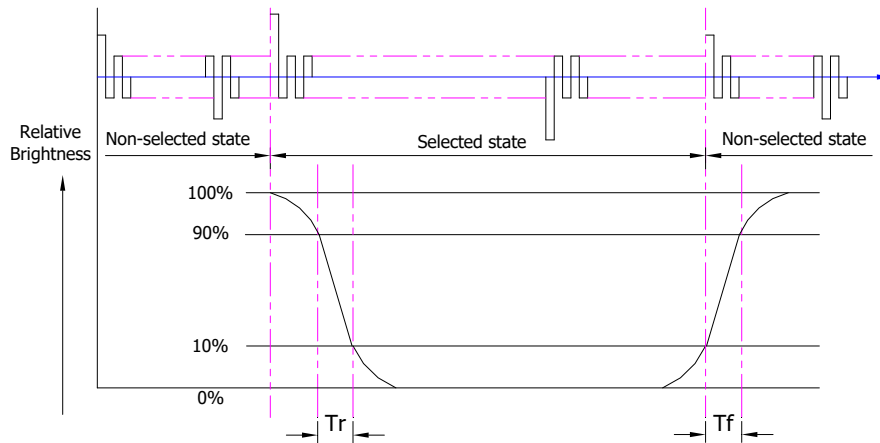 Relative
Brightness
Non-selected state
Selected state
Non-selected state
100%
90%
10%
0%
Tr
Tf